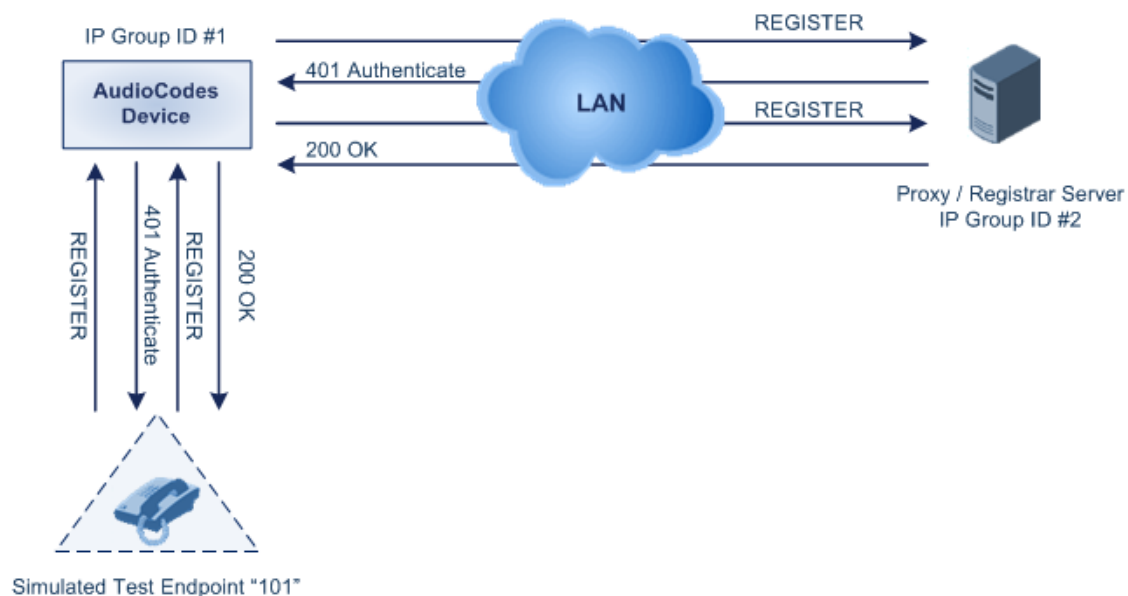 IP Group ID #1
AudioCodes
Device
REGISTER
401 Authenticate
LAN
REGISTER
200 OK
Proxy / Registrar Server
IP Group ID #2
REGISTER
401 Authenticate
REGISTER
200 OK
Simulated Test Endpoint “101”